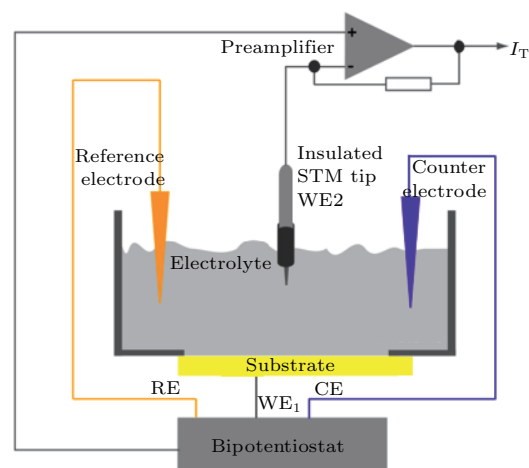 Preamplifier
+
-
I_T
Reference
electrode
Insulated
STM tip
WE2
Counter
electrode
Electrolyte
Substrate
RE
WE₁
CE
Bipotentiostat